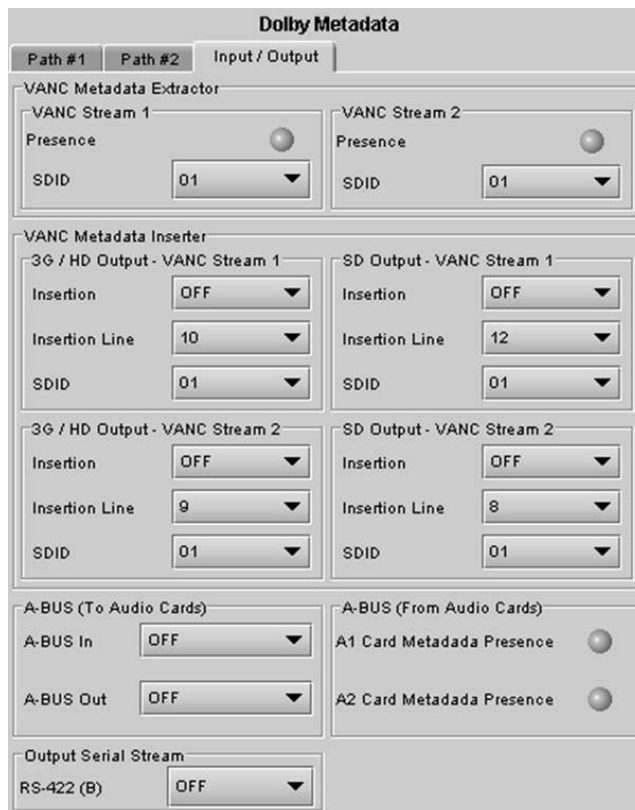 Dolby Metadata
Path #1 Path #2 Input / Output
VANC Metadata Extractor
VANC Stream 1
Presence
SDID 01
VANC Stream 2
Presence
SDID 01
VANC Metadata Inserter
3G / HD Output - VANC Stream 1
Insertion OFF
Insertion Line 10
SDID 01
SD Output - VANC Stream 1
Insertion OFF
Insertion Line 12
SDID 01
3G / HD Output - VANC Stream 2
Insertion OFF
Insertion Line 9
SDID 01
SD Output - VANC Stream 2
Insertion OFF
Insertion Line 8
SDID 01
A-BUS (To Audio Cards)
A-BUS In OFF
A-BUS Out OFF
A-BUS (From Audio Cards)
A1 Card Metadada Presence
A2 Card Metadada Presence
Output Serial Stream
RS-422 (B) OFF